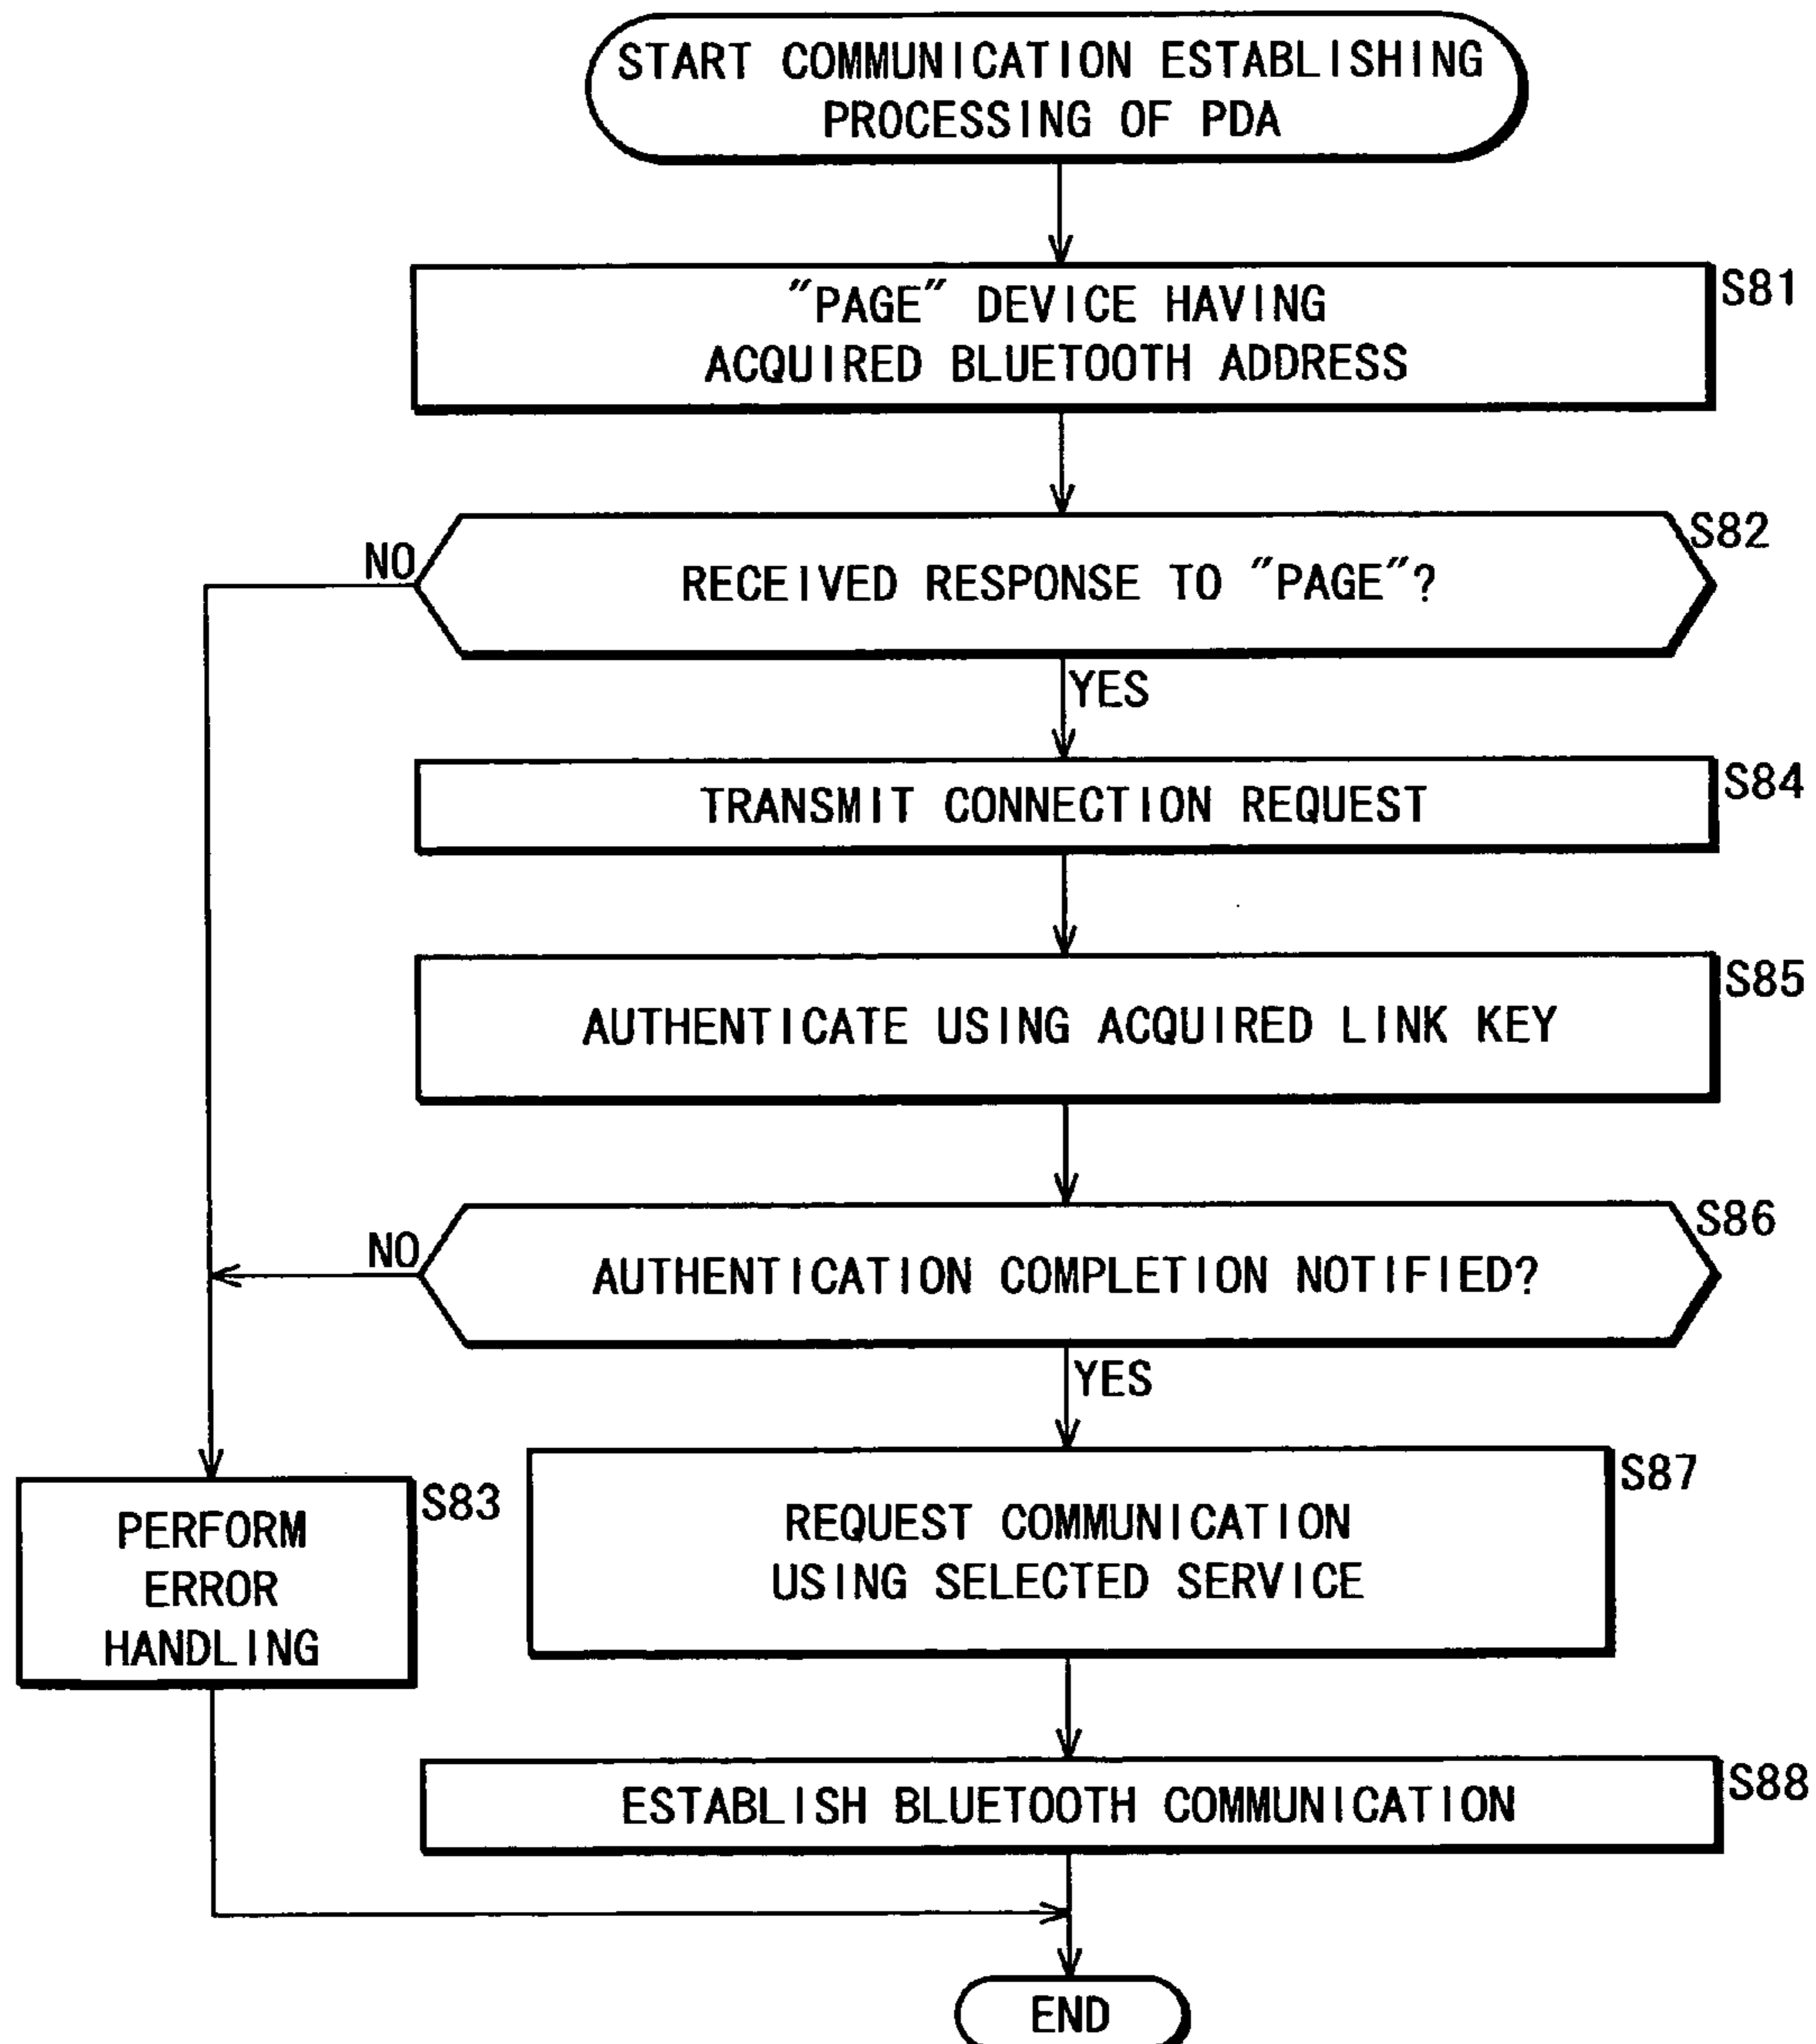 START COMMUNICATION ESTABLISHING
PROCESSING OF PDA
"PAGE" DEVICE HAVING
ACQUIRED BLUETOOTH ADDRESS
S81
RECEIVED RESPONSE TO "PAGE"?
S82
NO
YES
TRANSMIT CONNECTION REQUEST
S84
AUTHENTICATE USING ACQUIRED LINK KEY
S85
AUTHENTICATION COMPLETION NOTIFIED?
S86
NO
YES
PERFORM
ERROR
HANDLING
S83
REQUEST COMMUNICATION
USING SELECTED SERVICE
S87
ESTABLISH BLUETOOTH COMMUNICATION
S88
END